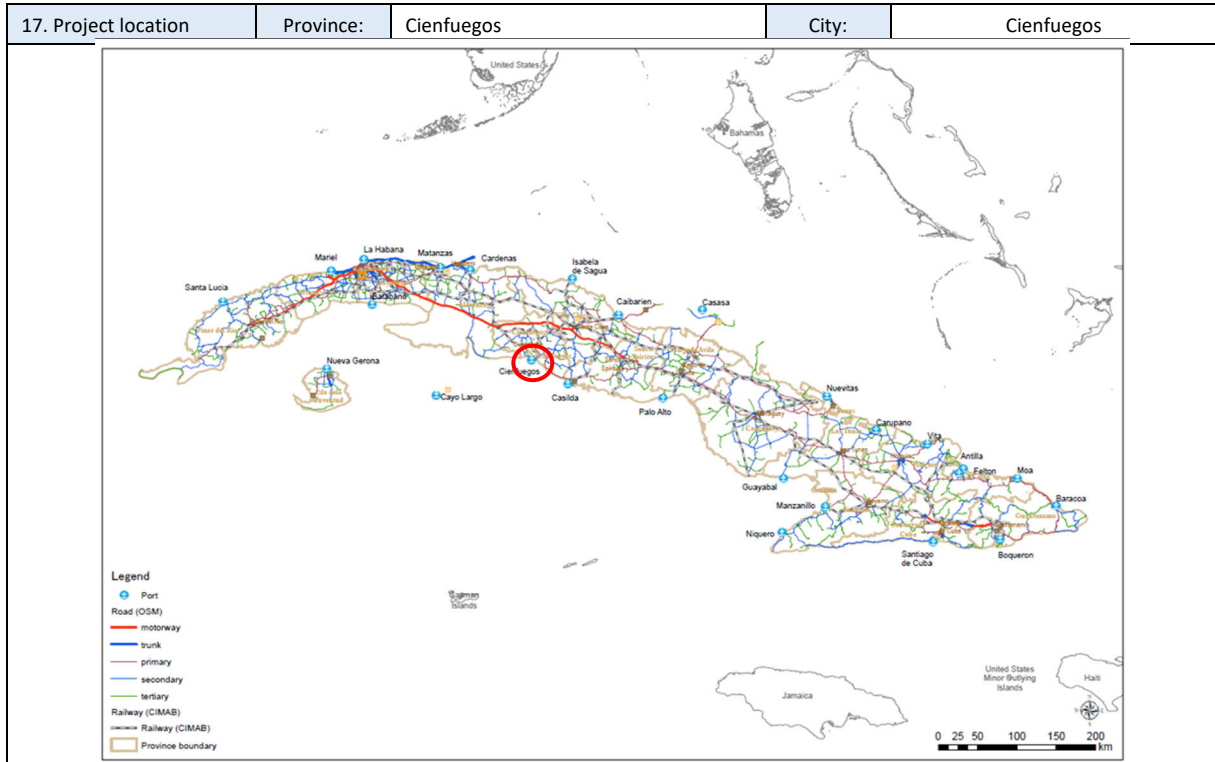 17. Project location Province: Cienfuegos City: Cienfuegos
United States
Bahamas
La Habana
Mariel
Matanzas
Cardenas
Isabela
de Sagua
Santa Lucia
Batabano
Caibarien
Casasa
Nueva Gerona
Cienfuegos
Cayo Largo
Casilda
Palo Alto
Nuevitas
Carupano
Vita
Antilla
Felton
Moa
Guayabal
Manzanillo
Baracoa
Niquero
Santiago
de Cuba
Boqueron
Cayman
Islands
Jamaica
United States
Minor Outlying
Islands
Haiti
Legend
Port
Road (OSM)
motorway
trunk
primary
secondary
tertiary
Railway (CIMAB)
Railway (CIMAB)
Province boundary
0 25 50 100 150 200
km